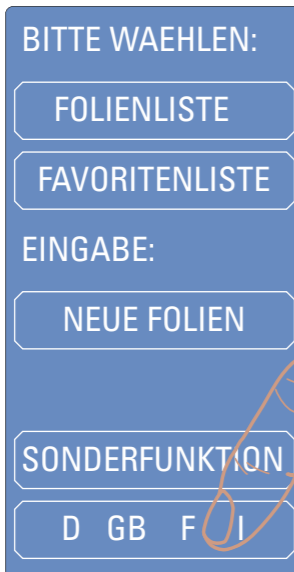 BITTE WAEHLEN:
FOLIENLISTE
FAVORITENLISTE
EINGABE:
NEUE FOLIEN
SONDERFUNKTION
D GB F I